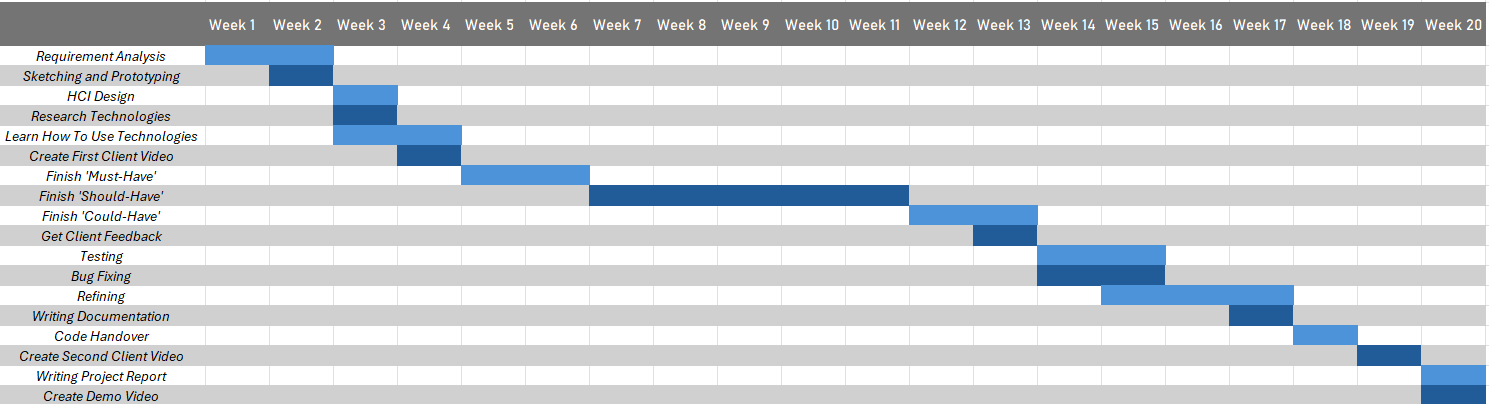 Week 1 Week 2 Week 3 Week 4 Week 5 Week 6 Week 7 Week 8 Week 9 Week 10 Week 11 Week 12 Week 13 Week 14 Week 15 Week 16 Week 17 Week 18 Week 19 Week 20
Requirement Analysis
Sketching and Prototyping
HCI Design
Research Technologies
Learn How To Use Technologies
Create First Client Video
Finish 'Must-Have'
Finish 'Should-Have'
Finish 'Could-Have'
Get Client Feedback
Testing
Bug Fixing
Refining
Writing Documentation
Code Handover
Create Second Client Video
Writing Project Report
Create Demo Video